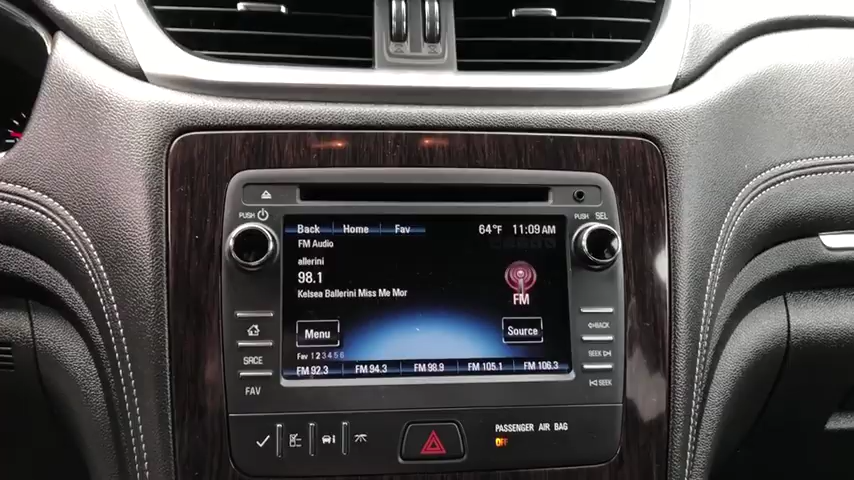 PUSH
PUSH SEL
Back Home Fav 64°F 11:09 AM
FM Audio
allerini
98.1
Kelsea Ballerini Miss Me Mor
FM
Menu Source
Fav 1 2 3 4 5 6
FM 92.3 FM 94.3 FM 98.9 FM 105.1 FM 106.3
SRCE
FAV
BACK
SEEK
SEEK
PASSENGER AIR BAG
OFF